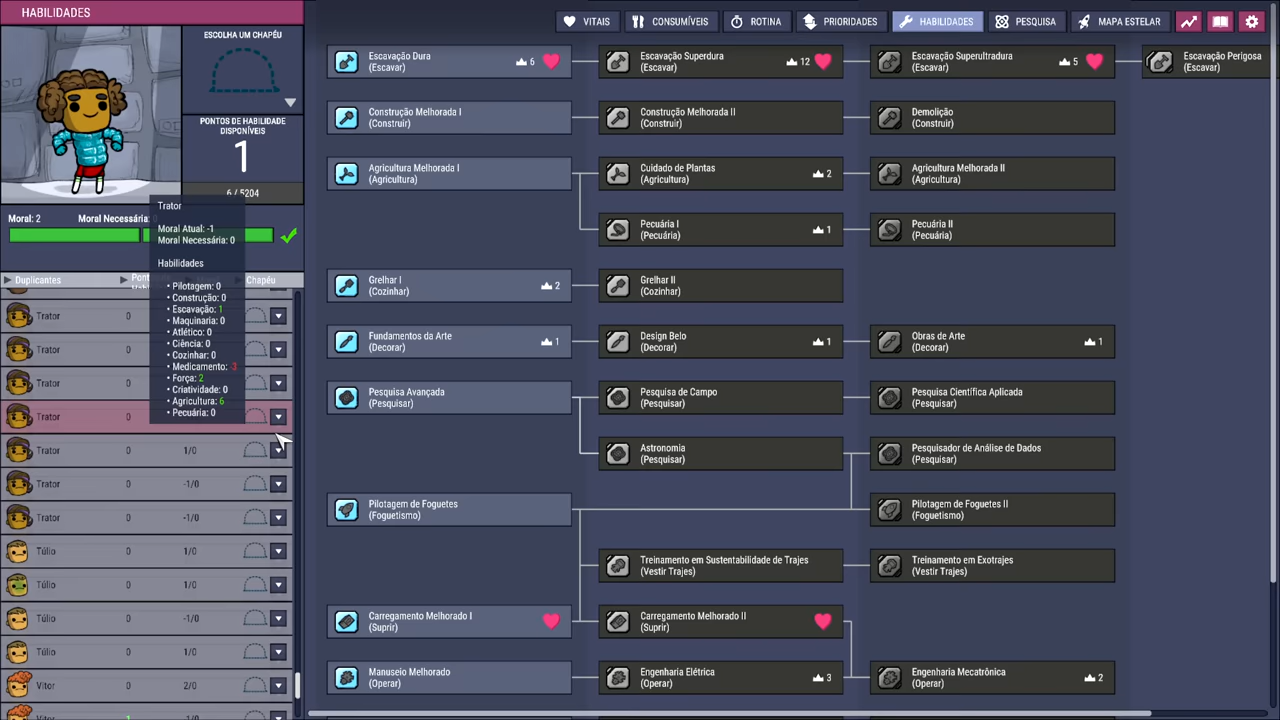 HABILIDADES
VITAIS
CONSUMÍVEIS
ROTINA
PRIORIDADES
HABILIDADES
PESQUISA
MAPA ESTELAR
ESCOLHA UM CHAPÉU
PONTOS DE HABILIDADE
DISPONÍVEIS
1
6 / 5204
Moral: 2
Moral Necessária: 0
Trator
Moral Atual: -1
Moral Necessária: 0
Habilidades
• Pilotagem: 0
• Construção: 0
• Escavação: 1
• Maquinaria: 0
• Atlético: 0
• Ciência: 0
• Cozinhar: 0
• Medicamento: -3
• Força: 2
• Criatividade: 0
• Agricultura: 6
• Pecuária: 0
Duplicantes
Chapéu
Trator 0
Trator 0
Trator 0
Trator 0
Trator 0 1/0
Trator 0 -1/0
Trator 0 -1/0
Túlio 0 1/0
Túlio 0 1/0
Túlio 0 -1/0
Túlio 0 1/0
Vitor 0 2/0
Vitor 1
Escavação Dura
(Escavar)
6
Escavação Superdura
(Escavar)
12
Escavação Superultradura
(Escavar)
5
Escavação Perigosa
(Escavar)
Construção Melhorada I
(Construir)
Construção Melhorada II
(Construir)
Demolição
(Construir)
Agricultura Melhorada I
(Agricultura)
Cuidado de Plantas
(Agricultura)
2
Agricultura Melhorada II
(Agricultura)
Pecuária I
(Pecuária)
1
Pecuária II
(Pecuária)
Grelhar I
(Cozinhar)
2
Grelhar II
(Cozinhar)
Fundamentos da Arte
(Decorar)
1
Design Belo
(Decorar)
1
Obras de Arte
(Decorar)
1
Pesquisa Avançada
(Pesquisar)
Pesquisa de Campo
(Pesquisar)
Pesquisa Científica Aplicada
(Pesquisar)
Astronomia
(Pesquisar)
Pesquisador de Análise de Dados
(Pesquisar)
Pilotagem de Foguetes
(Foguetismo)
Pilotagem de Foguetes II
(Foguetismo)
Treinamento em Sustentabilidade de Trajes
(Vestir Trajes)
Treinamento em Exotrajes
(Vestir Trajes)
Carregamento Melhorado I
(Suprir)
Carregamento Melhorado II
(Suprir)
Manuseio Melhorado
(Operar)
Engenharia Elétrica
(Operar)
3
Engenharia Mecatrônica
(Operar)
2